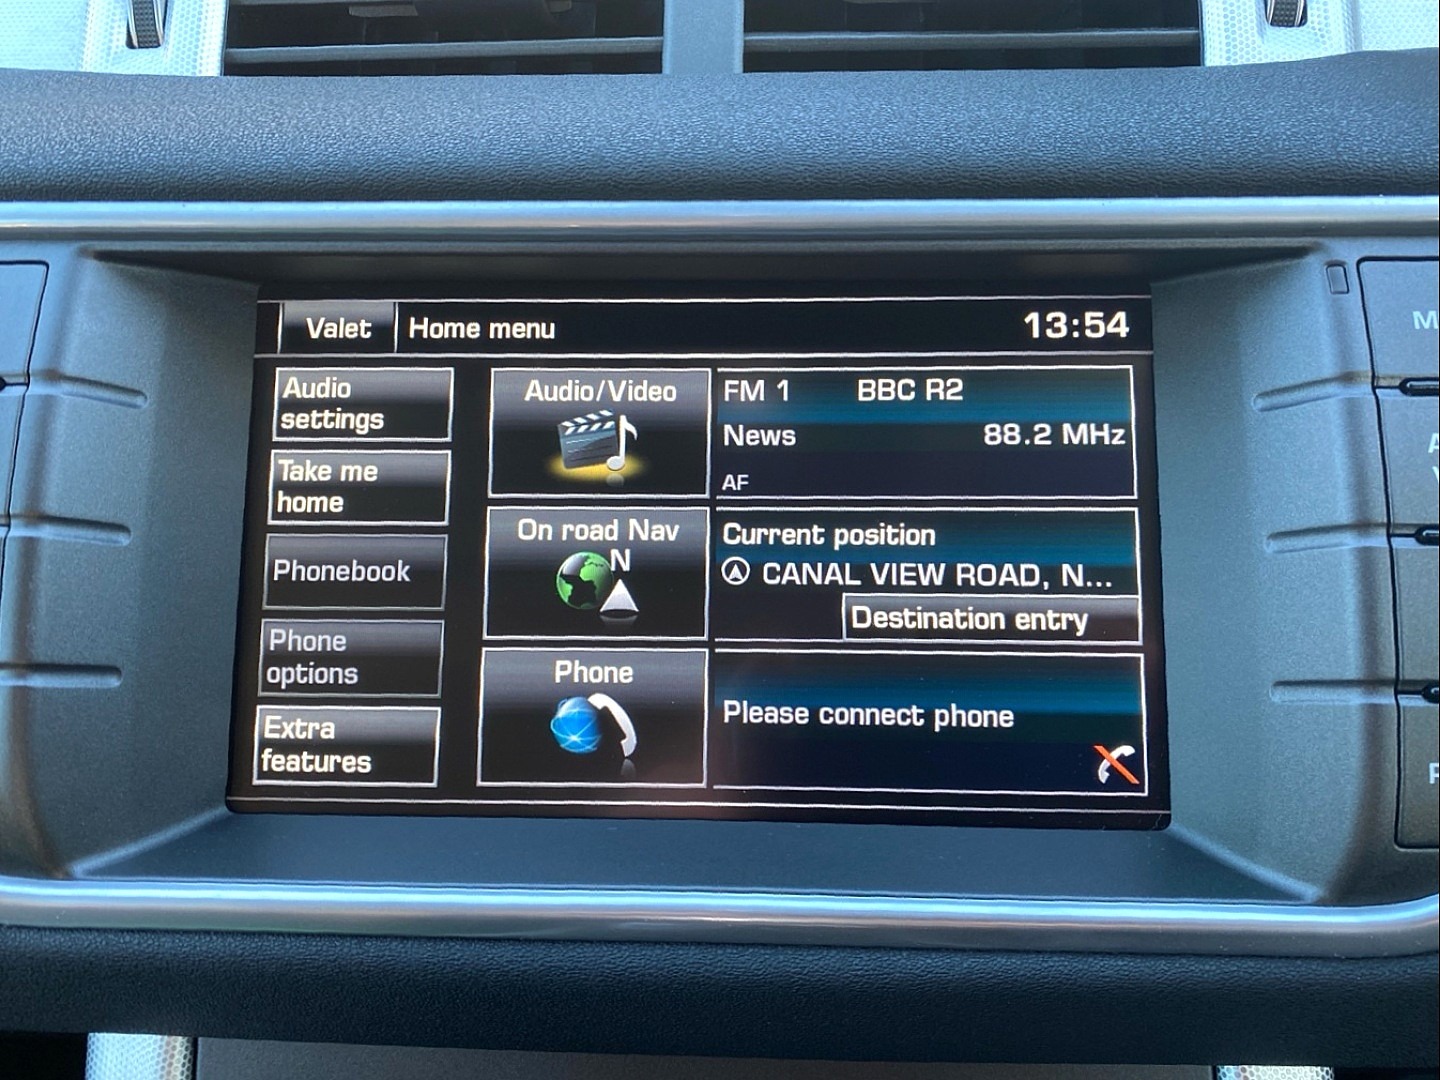 Valet
Home menu
13:54
Audio
settings
Take me
home
Phonebook
Phone
options
Extra
features
Audio/Video
On road Nav
N
Phone
FM 1 BBC R2
News 88.2 MHz
AF
Current position
CANAL VIEW ROAD, N...
Destination entry
Please connect phone